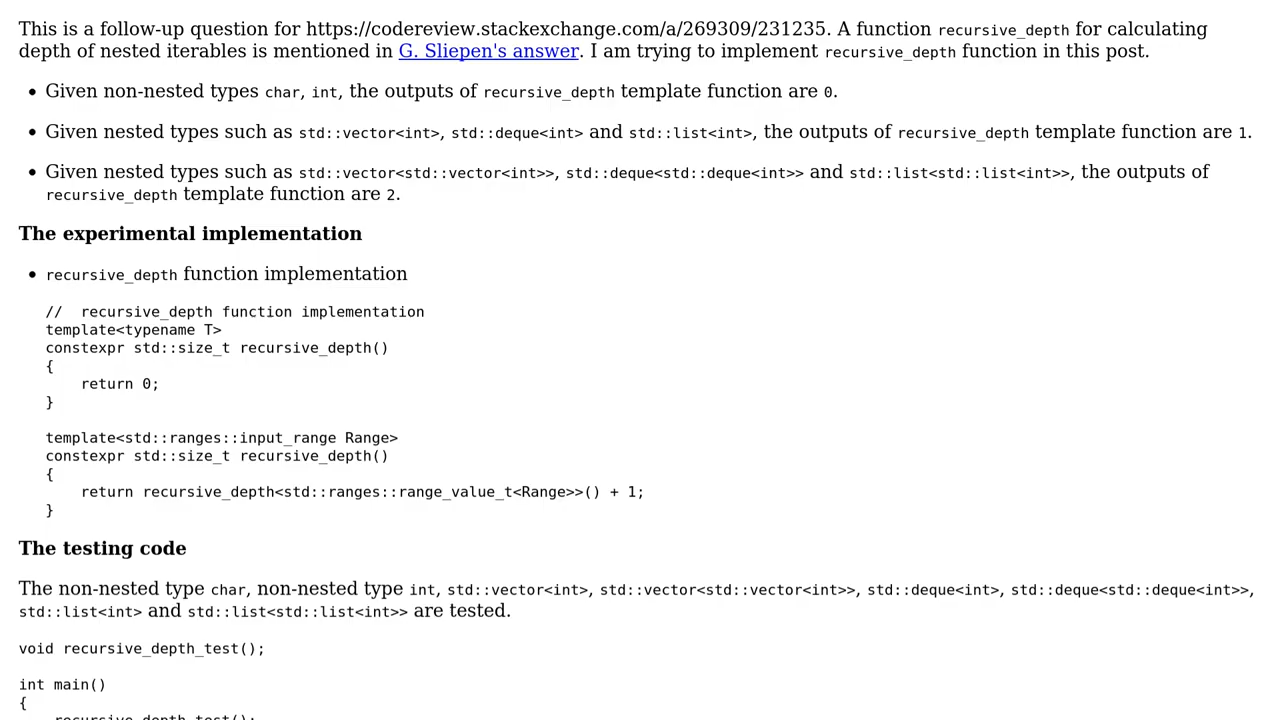 This is a follow-up question for https://codereview.stackexchange.com/a/269309/231235. A function recursive_depth for calculating
depth of nested iterables is mentioned in G. Sliepen's answer. I am trying to implement recursive_depth function in this post.
• Given non-nested types char, int, the outputs of recursive_depth template function are 0.
• Given nested types such as std::vector<int>, std::deque<int> and std::list<int>, the outputs of recursive_depth template function are 1.
• Given nested types such as std::vector<std::vector<int>>, std::deque<std::deque<int>> and std::list<std::list<int>>, the outputs of
recursive_depth template function are 2.
The experimental implementation
• recursive_depth function implementation
//  recursive_depth function implementation
template<typename T>
constexpr std::size_t recursive_depth()
{
    return 0;
}
template<std::ranges::input_range Range>
constexpr std::size_t recursive_depth()
{
    return recursive_depth<std::ranges::range_value_t<Range>>() + 1;
}
The testing code
The non-nested type char, non-nested type int, std::vector<int>, std::vector<std::vector<int>>, std::deque<int>, std::deque<std::deque<int>>,
std::list<int> and std::list<std::list<int>> are tested.
void recursive_depth_test();
int main()
{
    recursive_depth_test();